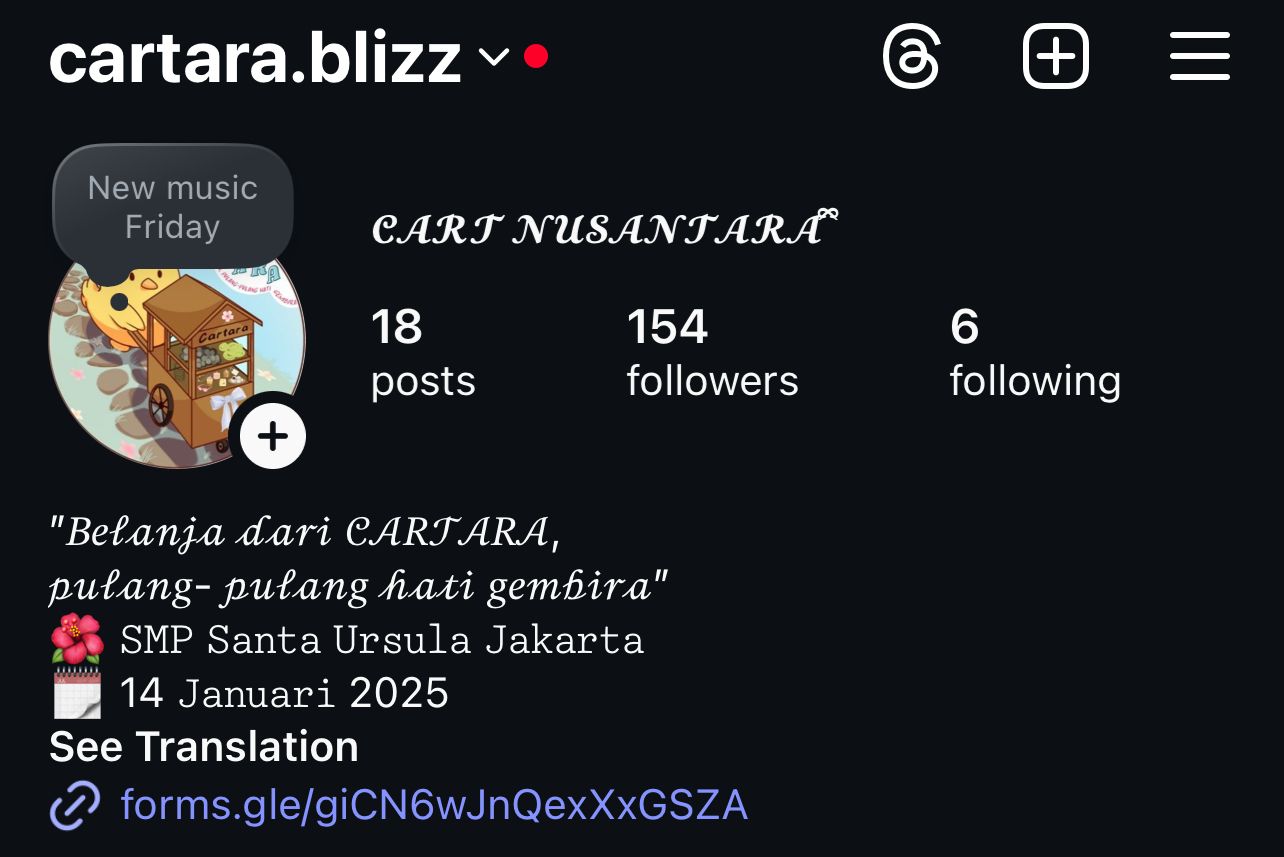 cartara.blizz
New music
Friday
CART NUSANTARA
18
posts
154
followers
6
following
Cartara
"Belanja dari CARTARA,
pulang- pulang hati gembira"
🌺 SMP Santa Ursula Jakarta
🗓️ 14 Januari 2025
See Translation
forms.gle/giCN6wJnQexXxGSZA